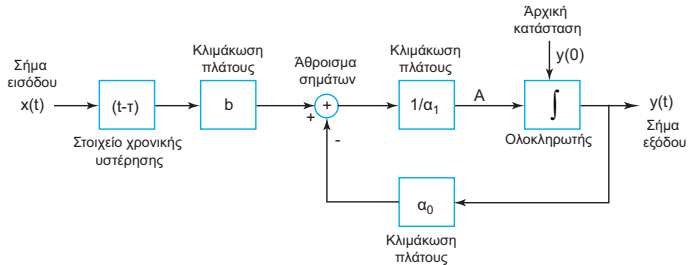 Σήμα
εισόδου
x(t)
(t-τ)
Στοιχείο χρονικής
υστέρησης
Κλιμάκωση
πλάτους
b
Άθροισμα
σημάτων
+
+
-
Κλιμάκωση
πλάτους
1/α₁
A
Άρχική
κατάσταση
y(0)
∫
Ολοκληρωτής
y(t)
Σήμα
εξόδου
α₀
Κλιμάκωση
πλάτους